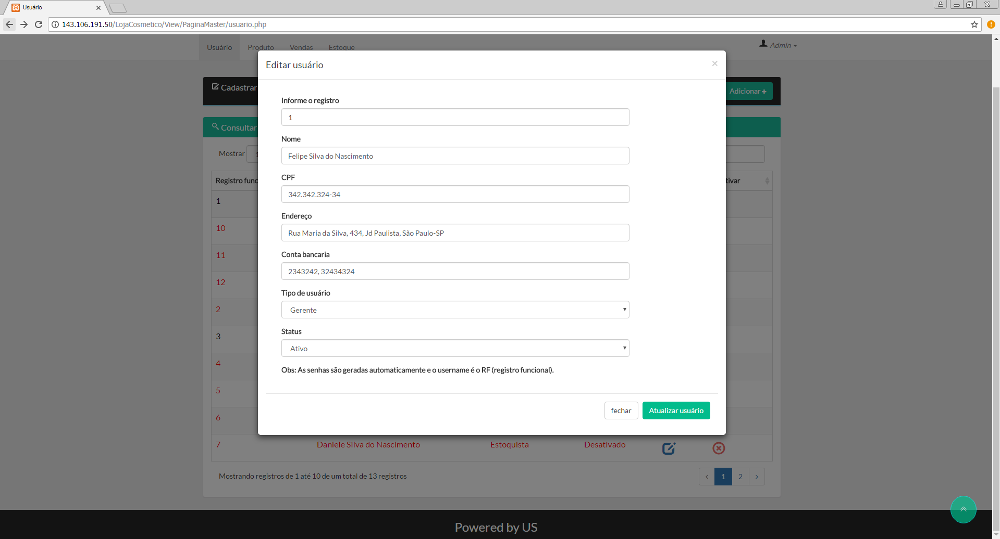 Usuário
143.106.191.50/LojaCosmetico/View/PaginaMaster/usuario.php
Usuário Produto Vendas Estoque Admin
Editar usuário ×
Cadastrar Adicionar +
Informe o registro
1
Consultar
Nome
Mostrar
Felipe Silva do Nascimento
CPF
Registro func tivar
342.342.324-34
1
Endereço
10
Rua Maria da Silva, 434, Jd Paulista, São Paulo-SP
Conta bancaria
11
2343242, 32434324
12
Tipo de usuário
2
Gerente
Status
3
Ativo
4
Obs: As senhas são geradas automaticamente e o username é o RF (registro funcional).
5
fechar Atualizar usuário
6
7 Daniele Silva do Nascimento Estoquista Desativado
Mostrando registros de 1 até 10 de um total de 13 registros
‹ 1 2 ›
Powered by US